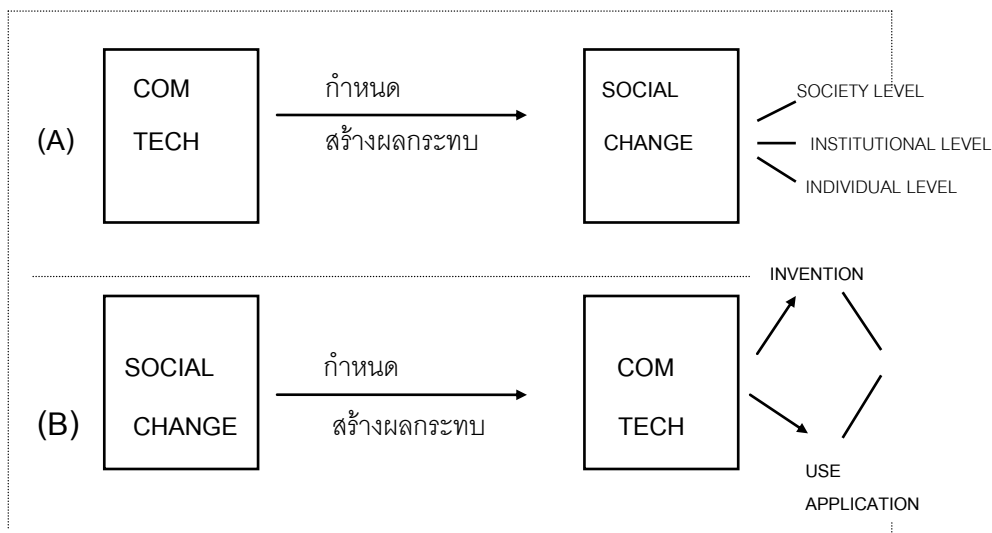 (A)
COM
TECH
กำหนด
สร้างผลกระทบ
SOCIAL
CHANGE
SOCIETY LEVEL
INSTITUTIONAL LEVEL
INDIVIDUAL LEVEL
(B)
SOCIAL
CHANGE
กำหนด
สร้างผลกระทบ
COM
TECH
INVENTION
USE
APPLICATION